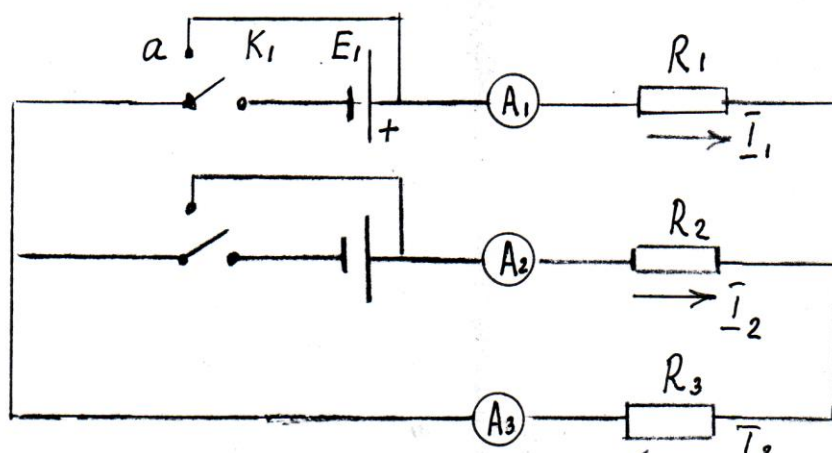 a K₁ E₁ R₁
A₁
+
I₁
R₂
A₂
I₂
R₃
A₃